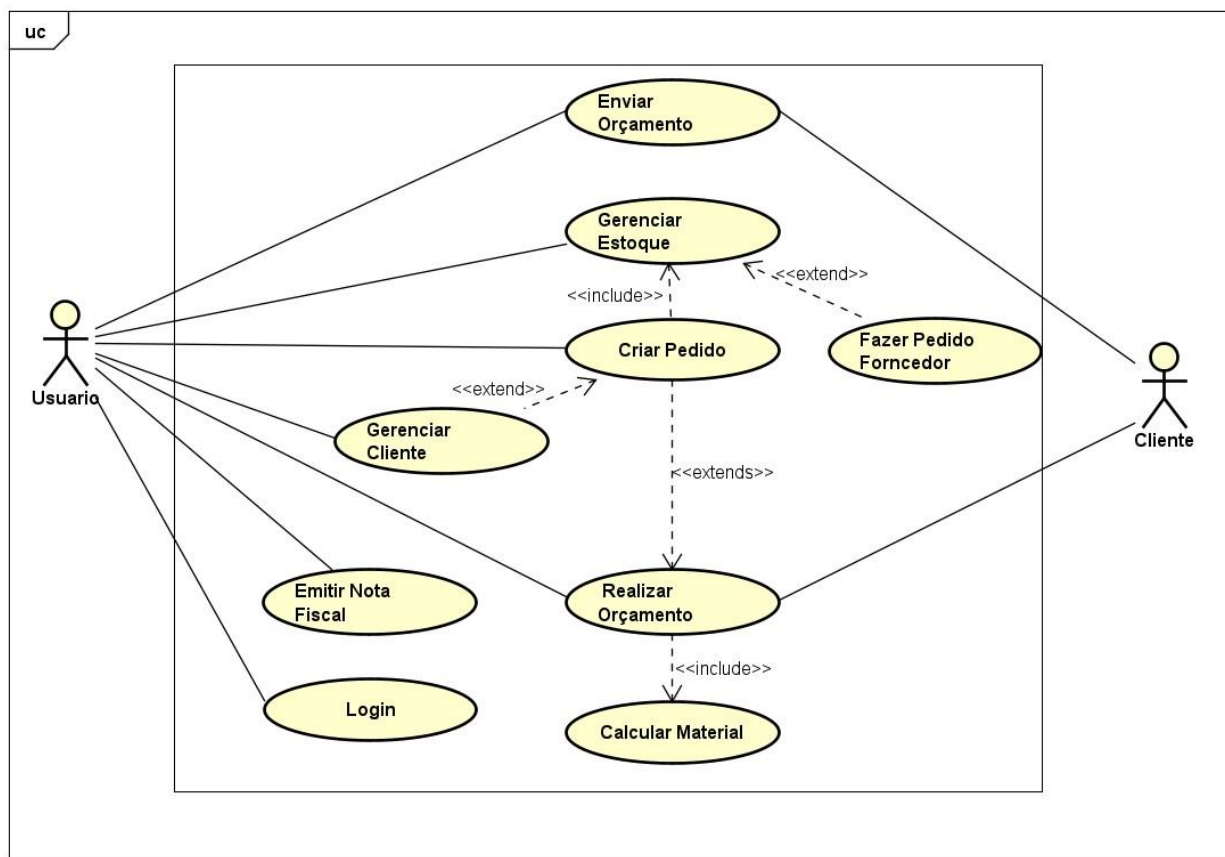 uc
Enviar
Orçamento
Gerenciar
Estoque
<<extend>>
<<include>>
Criar Pedido
Fazer Pedido
Forncedor
Usuario
<<extend>>
Gerenciar
Cliente
Cliente
<<extends>>
Emitir Nota
Fiscal
Realizar
Orçamento
<<include>>
Login
Calcular Material